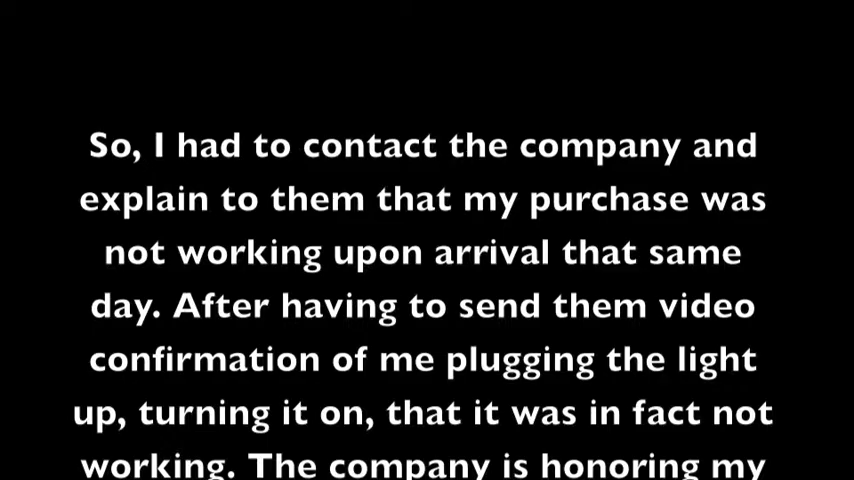 So, I had to contact the company and
explain to them that my purchase was
not working upon arrival that same
day. After having to send them video
confirmation of me plugging the light
up, turning it on, that it was in fact not
working. The company is honoring my